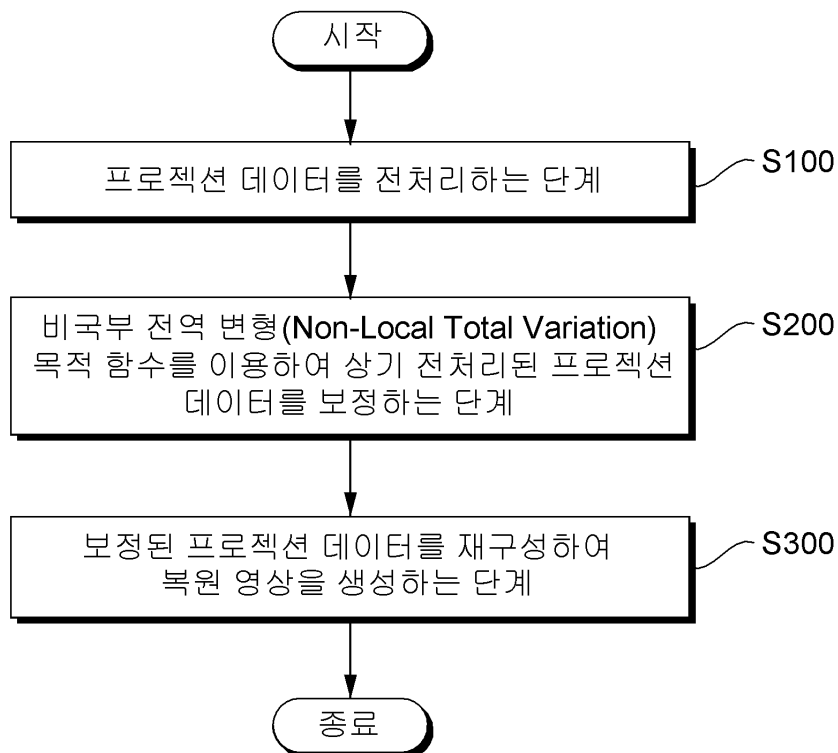 시작
프로젝션 데이터를 전처리하는 단계
S100
비국부 전역 변형(Non-Local Total Variation)
목적 함수를 이용하여 상기 전처리된 프로젝션
데이터를 보정하는 단계
S200
보정된 프로젝션 데이터를 재구성하여
복원 영상을 생성하는 단계
S300
종료